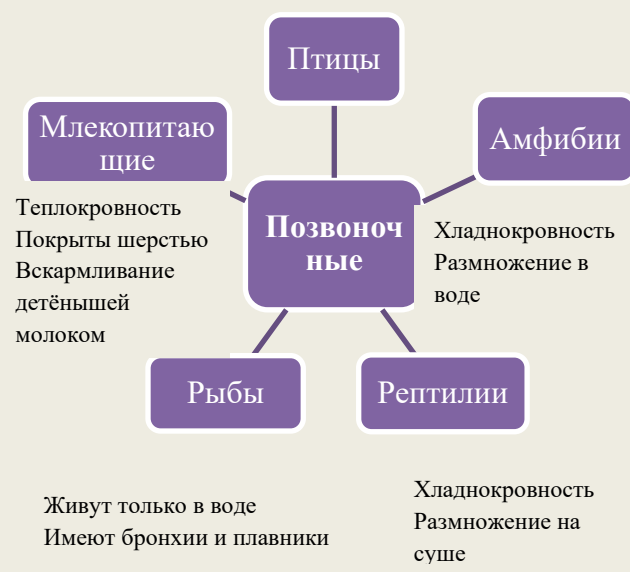 Птицы
Млекопитаю
щие
Амфибии
Теплокровность
Покрыты шерстью
Вскармливание
детёнышей
молоком
Позвоноч
ные
Хладнокровность
Размножение в
воде
Рыбы
Рептилии
Живут только в воде
Имеют бронхии и плавники
Хладнокровность
Размножение на
суше